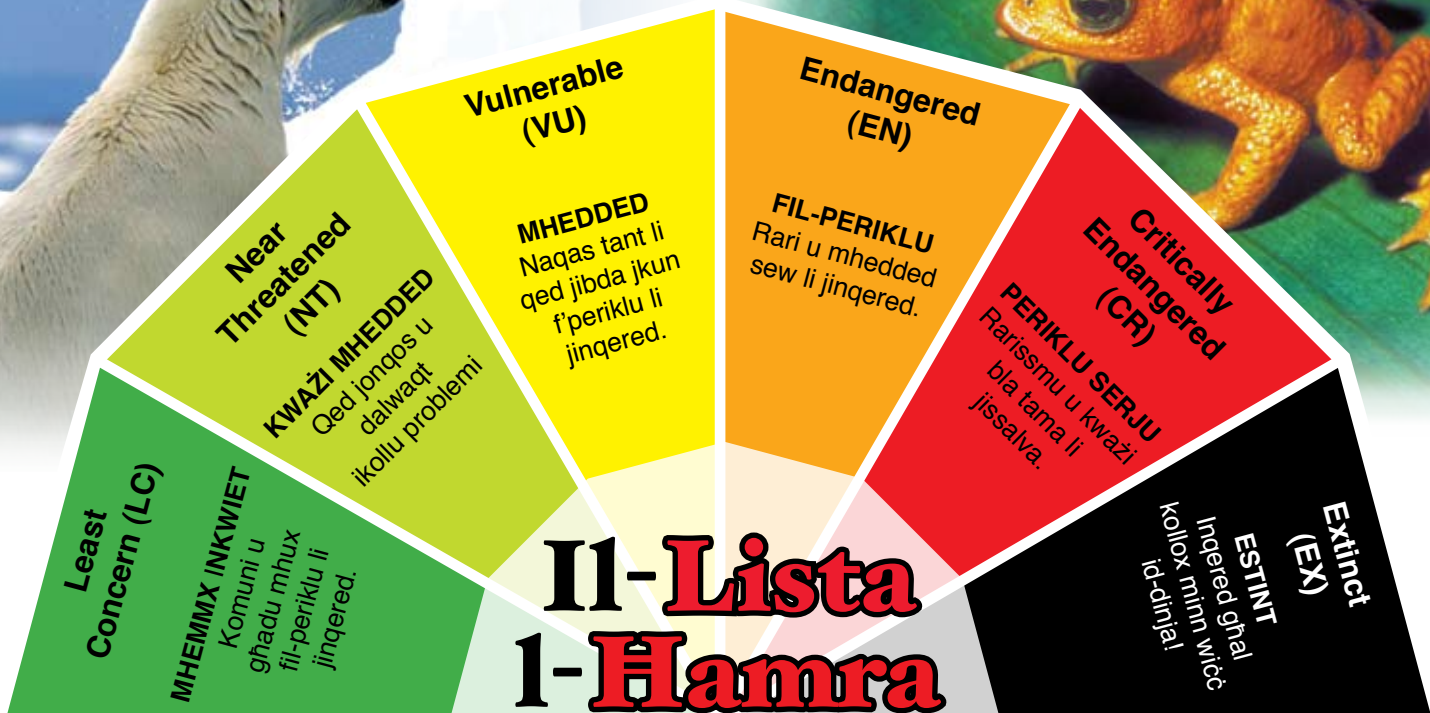 Least
Concern (LC)
MHEMMX INKWIET
Komuni u
għadu mhux
fil-periklu li
jinqered.
Near
Threatened
(NT)
KWAŻI MHEDDED
Qed jonqos u
dalwaqt
ikollu problemi
Vulnerable
(VU)
MHEDDED
Naqas tant li
qed jibda jkun
f'periklu li
jinqered.
Endangered
(EN)
FIL-PERIKLU
Rari u mhedded
sew li jinqered.
Critically
Endangered
(CR)
PERIKLU SERJU
Rarissmu u kważi
bla tama li
jissalva.
Extinct
(EX)
ESTINT
Inqered għal
kollox minn wiċċ
id-dinja!
Il-Lista
l-Ħamra